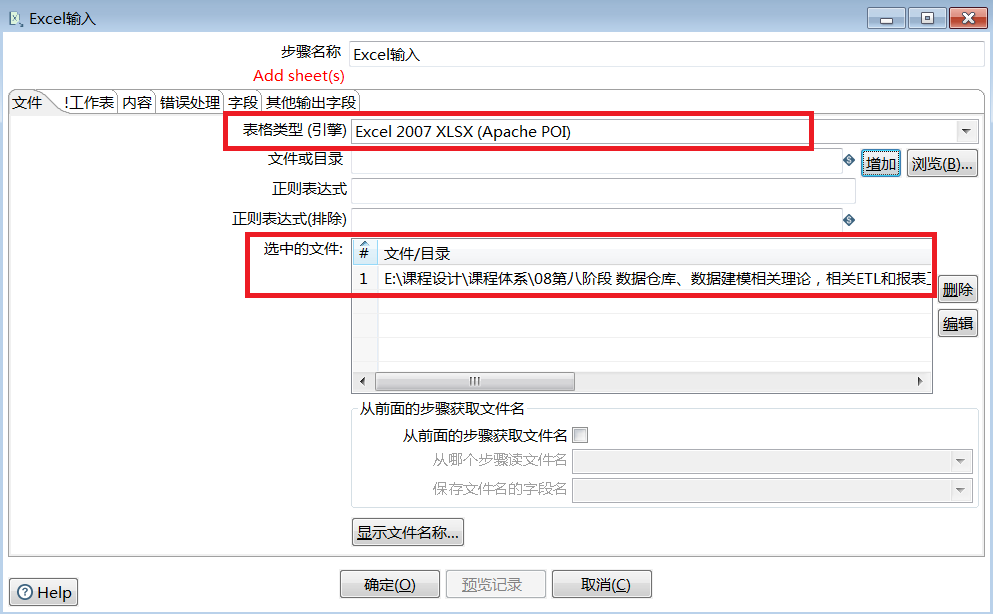 Excel输入
步骤名称 Excel输入
Add sheet(s)
文件 !工作表 内容 错误处理 字段 其他输出字段
表格类型 (引擎) Excel 2007 XLSX (Apache POI)
文件或目录 增加 浏览(B)...
正则表达式
正则表达式(排除)
选中的文件: # 文件/目录
1 E:\课程设计\课程体系\08第八阶段 数据仓库、数据建模相关理论，相关ETL和报表
删除
编辑
从前面的步骤获取文件名
从前面的步骤获取文件名
从哪个步骤读文件名
保存文件名的字段名
显示文件名称...
Help 确定(O) 预览记录 取消(C)